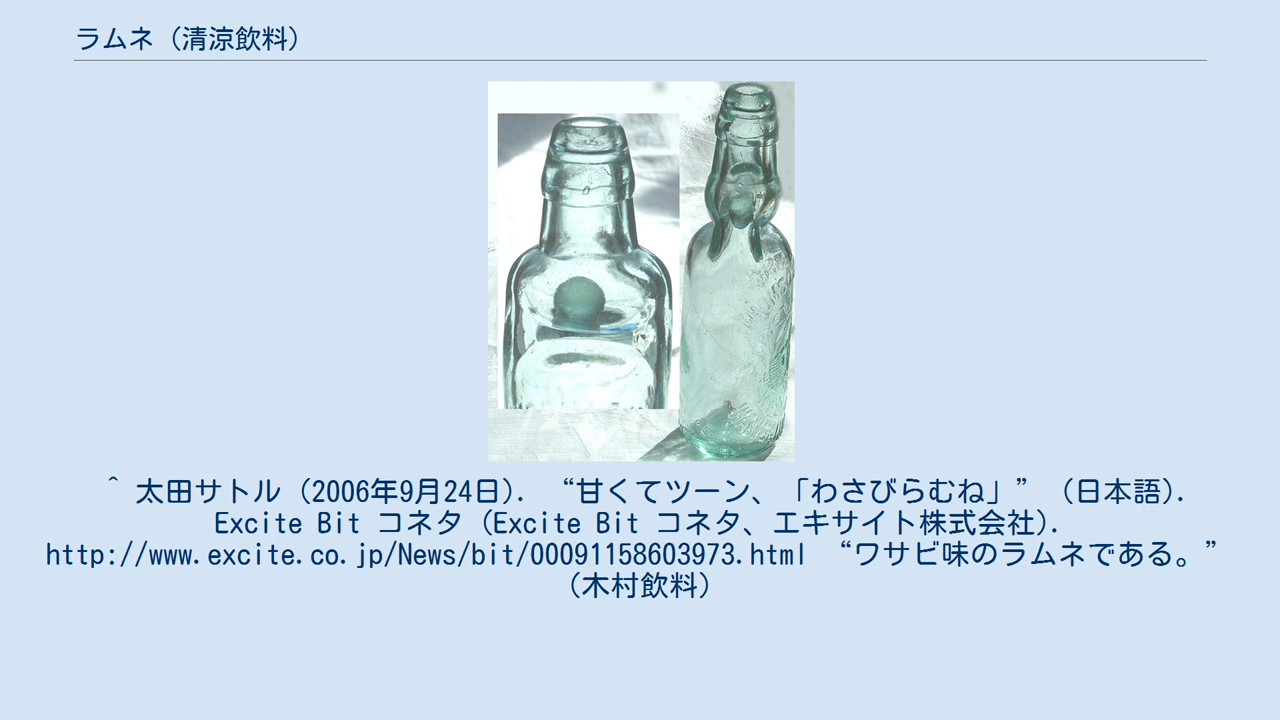 ラムネ（清涼飲料）
^ 太田サトル（2006年9月24日）. “甘くてツーン、「わさびらむね」” （日本語）.
Excite Bit コネタ（Excite Bit コネタ、エキサイト株式会社）.
http://www.excite.co.jp/News/bit/00091158603973.html “ワサビ味のラムネである。”
（木村飲料）